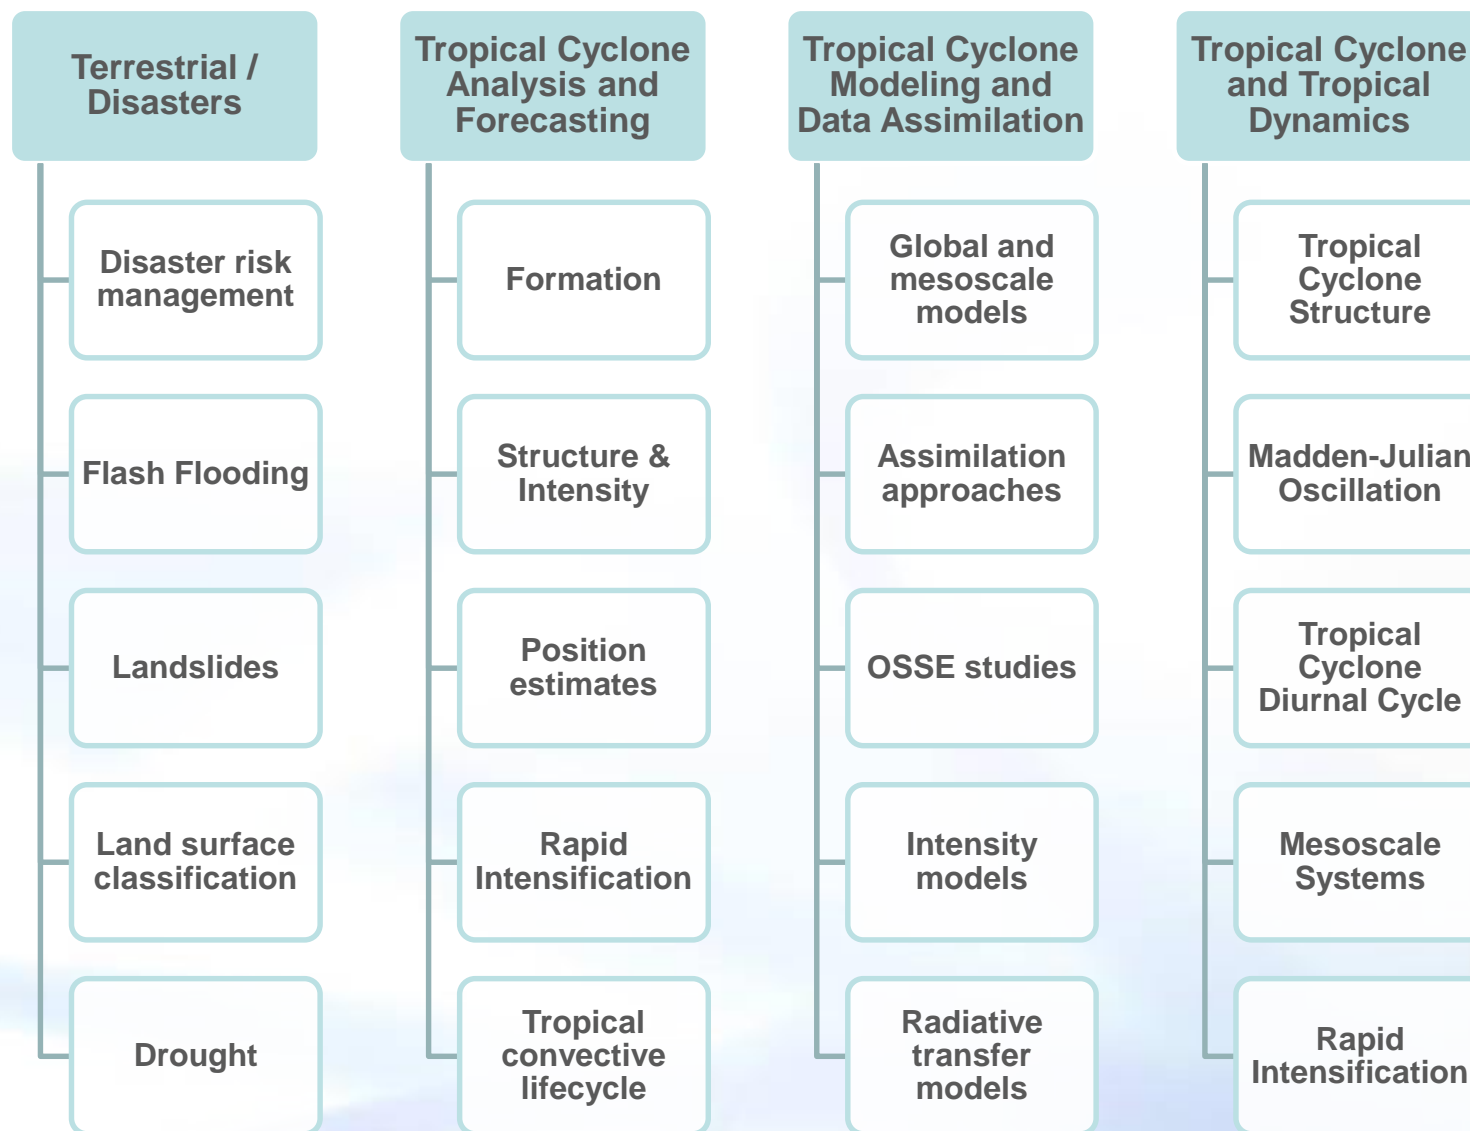 Terrestrial /
Disasters
Disaster risk
management
Flash Flooding
Landslides
Land surface
classification
Drought
Tropical Cyclone
Analysis and
Forecasting
Formation
Structure &
Intensity
Position
estimates
Rapid
Intensification
Tropical
convective
lifecycle
Tropical Cyclone
Modeling and
Data Assimilation
Global and
mesoscale
models
Assimilation
approaches
OSSE studies
Intensity
models
Radiative
transfer
models
Tropical Cyclone
and Tropical
Dynamics
Tropical
Cyclone
Structure
Madden-Julian
Oscillation
Tropical
Cyclone
Diurnal Cycle
Mesoscale
Systems
Rapid
Intensification